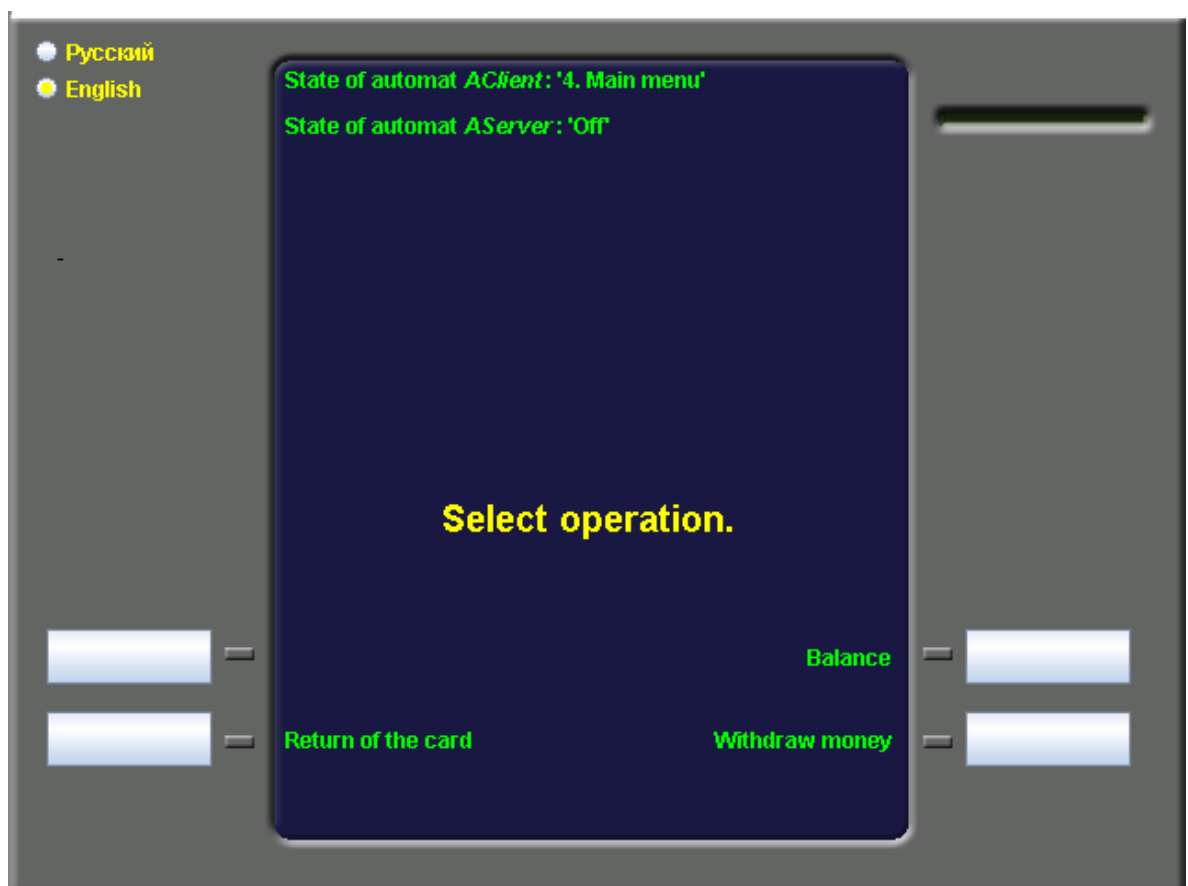 Русский
English
State of automat AClient: '4. Main menu'
State of automat AServer: 'Off'
-
Select operation.
Balance
Return of the card
Withdraw money